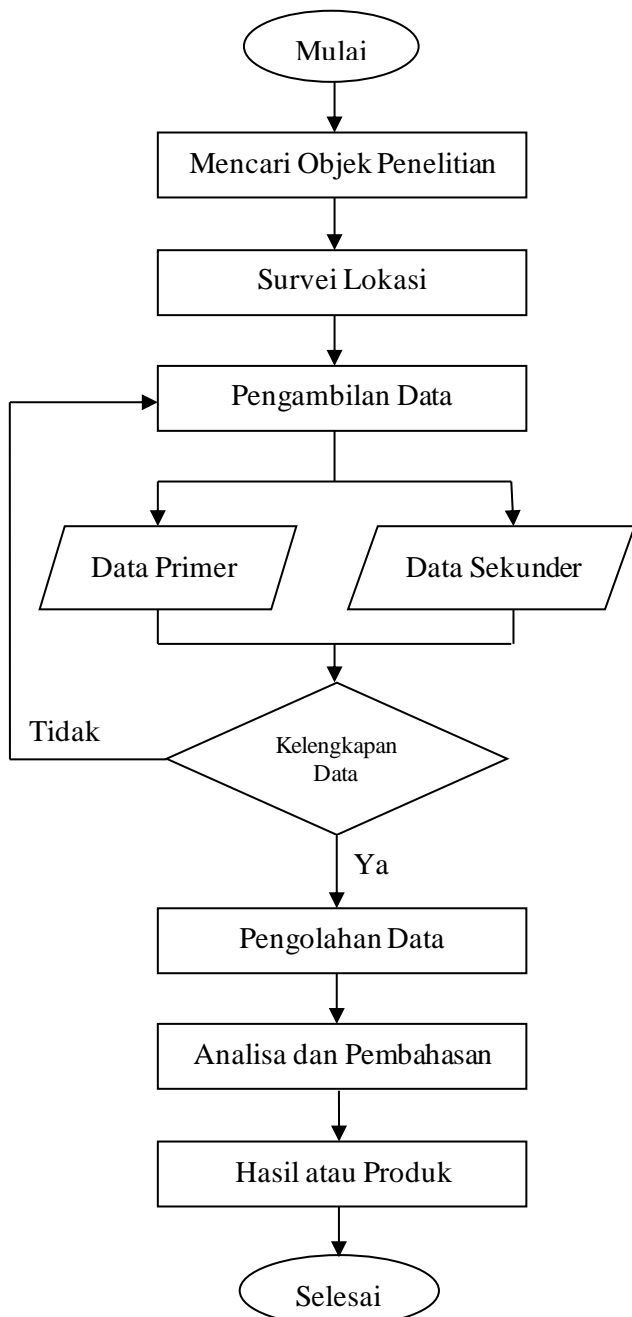 Mulai
Mencari Objek Penelitian
Survei Lokasi
Pengambilan Data
Data Primer
Data Sekunder
Tidak
Kelengkapan
Data
Ya
Pengolahan Data
Analisa dan Pembahasan
Hasil atau Produk
Selesai